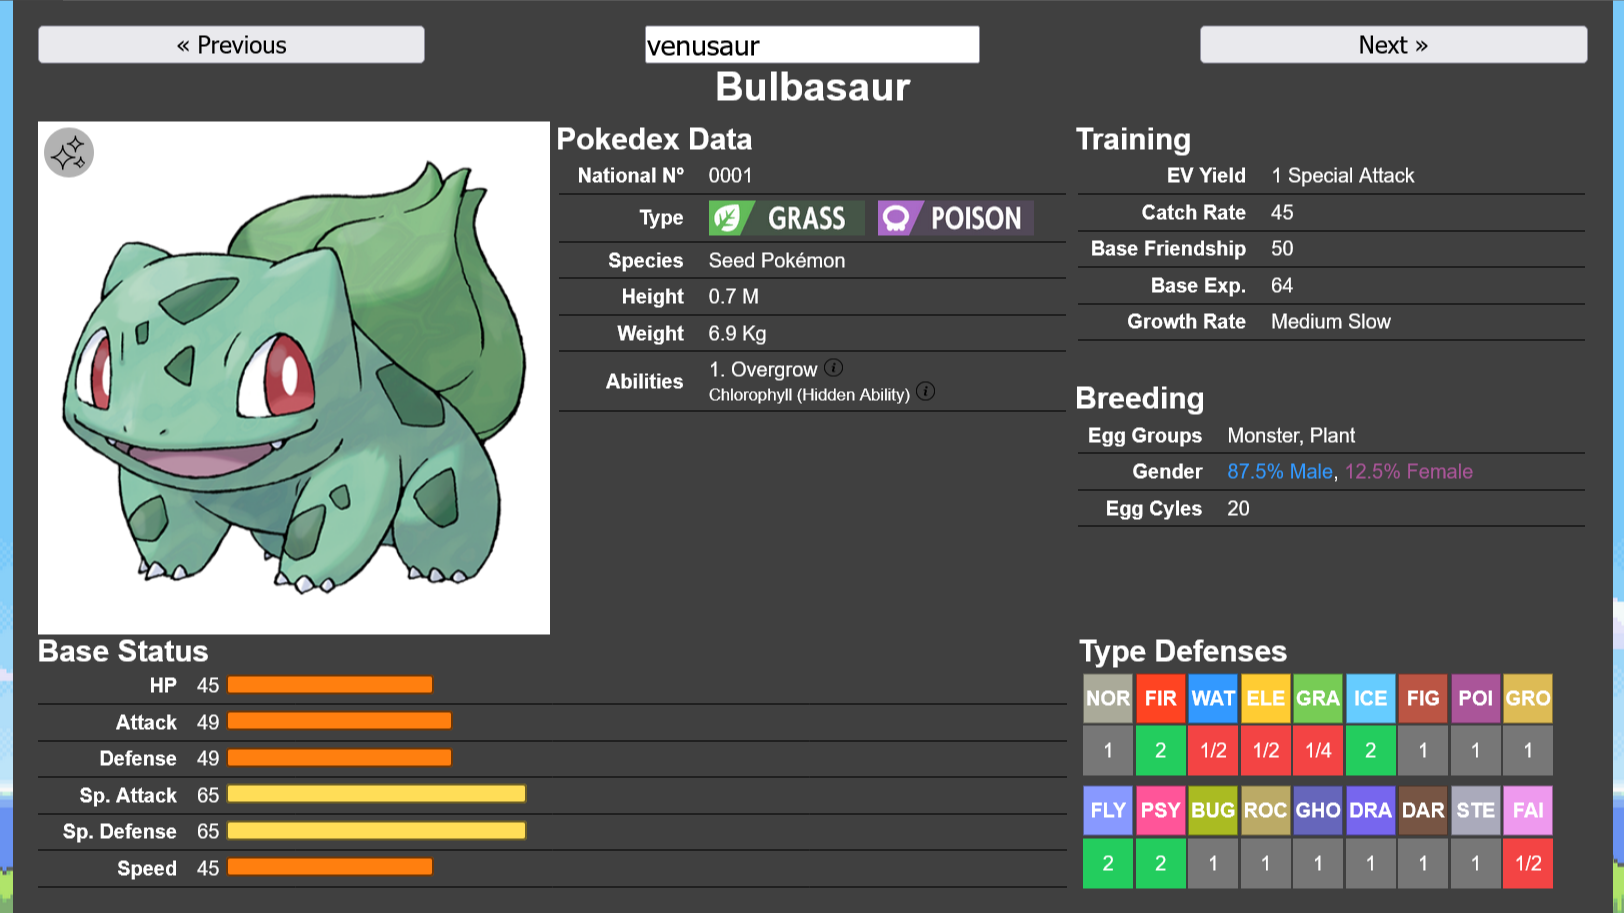 « Previous
venusaur
Next »
Bulbasaur
Pokedex Data
National Nº 0001
Type GRASS POISON
Species Seed Pokémon
Height 0.7 M
Weight 6.9 Kg
Abilities 1. Overgrow i
Chlorophyll (Hidden Ability) i
Training
EV Yield 1 Special Attack
Catch Rate 45
Base Friendship 50
Base Exp. 64
Growth Rate Medium Slow
Breeding
Egg Groups Monster, Plant
Gender 87.5% Male, 12.5% Female
Egg Cyles 20
Base Status
HP 45
Attack 49
Defense 49
Sp. Attack 65
Sp. Defense 65
Speed 45
Type Defenses
NOR FIR WAT ELE GRA ICE FIG POI GRO
1 2 1/2 1/2 1/4 2 1 1 1
FLY PSY BUG ROC GHO DRA DAR STE FAI
2 2 1 1 1 1 1 1 1/2